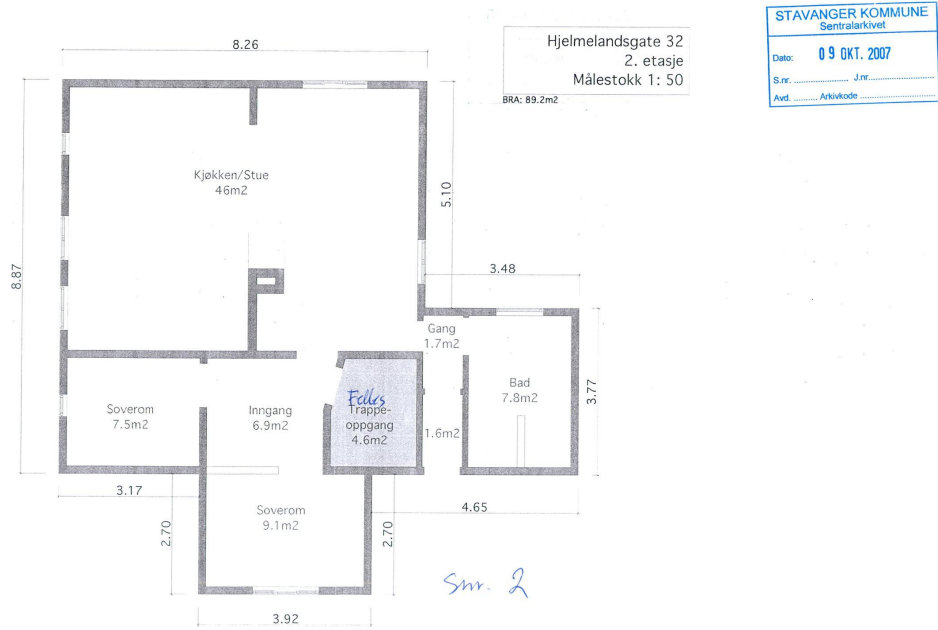 8.26
Hjelmelandsgate 32
2. etasje
Målestokk 1: 50
BRA: 89.2m2
STAVANGER KOMMUNE
Sentralarkivet
Dato: 09 OKT. 2007
S.nr. J.nr.
Avd. Arkivkode
Kjøkken/Stue
46m2
5.10
8.87
3.48
Gang
1.7m2
Bad
7.8m2
3.77
Soverom
7.5m2
Inngang
6.9m2
Felles
Trappe-
oppgang
4.6m2
1.6m2
3.17
2.70
Soverom
9.1m2
2.70
4.65
Snr. 2
3.92